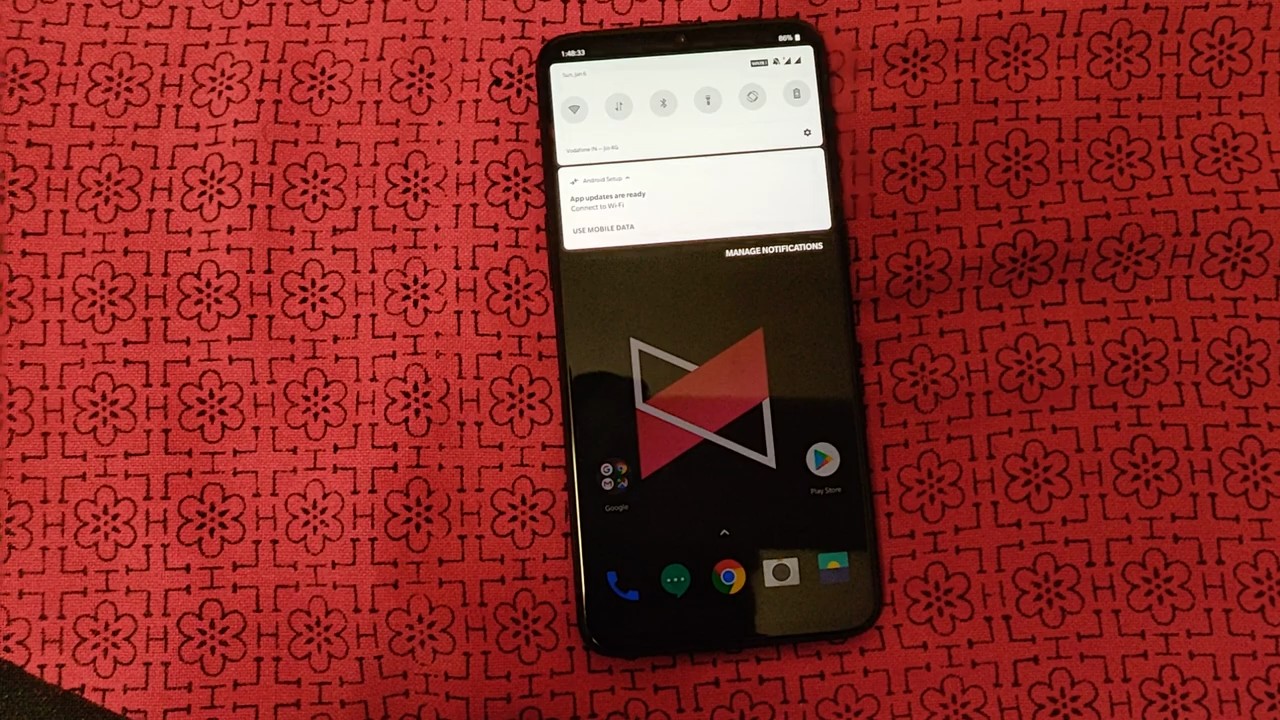 1:48:33
86%
Sun, Jan 6
Vodafone IN — Jio 4G
Android Setup
App updates are ready
Connect to Wi-Fi
USE MOBILE DATA
MANAGE NOTIFICATIONS
Google
Play Store